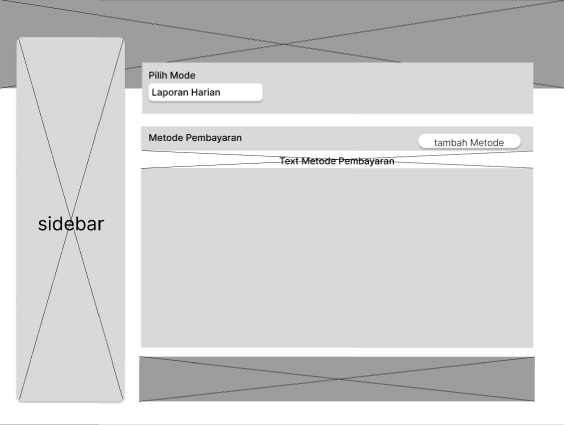 Pilih Mode
Laporan Harian
Metode Pembayaran
tambah Metode
Text Metode Pembayaran
sidebar